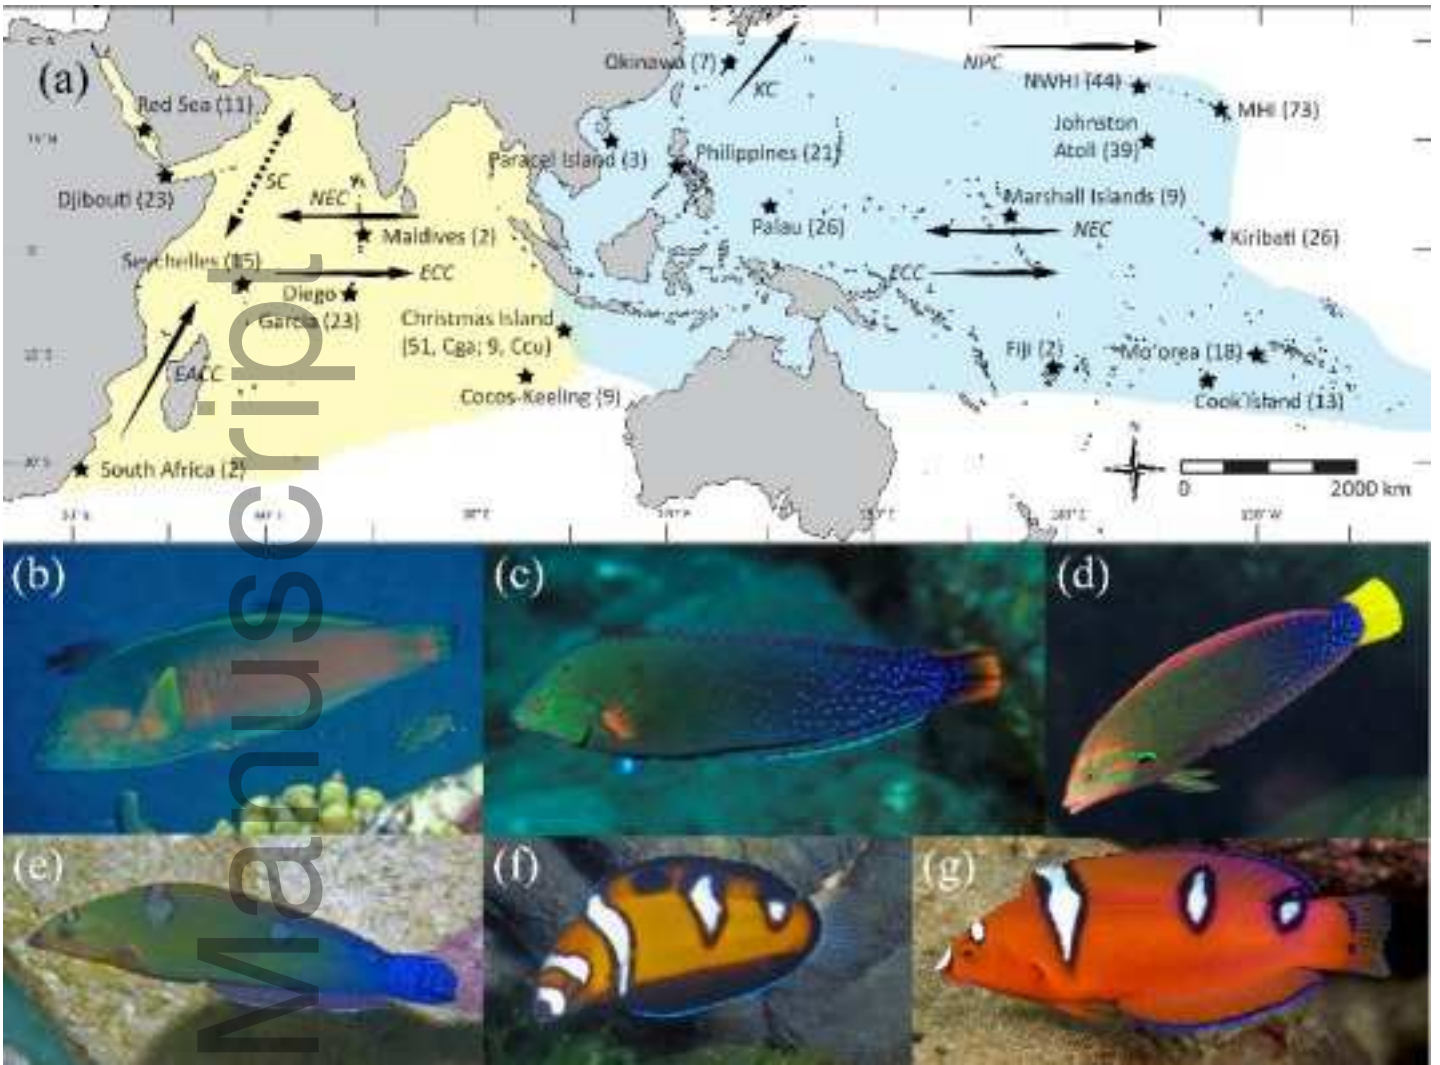 (a)
Okinawa (7)
KC
NPC
NWHI (44)
MHI (73)
Red Sea (11)
Johnston
Atoll (39)
Paracel Island (3)
Philippines (21)
Djibouti (23)
SC
NEC
Marshall Islands (9)
Palau (26)
NEC
Kiribati (26)
Maldives (2)
Seychelles (15)
ECC
ECC
Diego
Garcia (23)
Christmas Island
(51, Cga; 9, Ccu)
Fiji (2)
Mo'orea (18)
EACC
Cocos-Keeling (9)
Cook Island (13)
South Africa (2)
N
0
2000 km
0
(b)
(c)
(d)
(e)
(f)
(g)
Manuscript